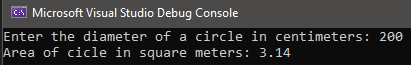 Microsoft Visual Studio Debug Console
Enter the diameter of a circle in centimeters: 200
Area of cicle in square meters: 3.14